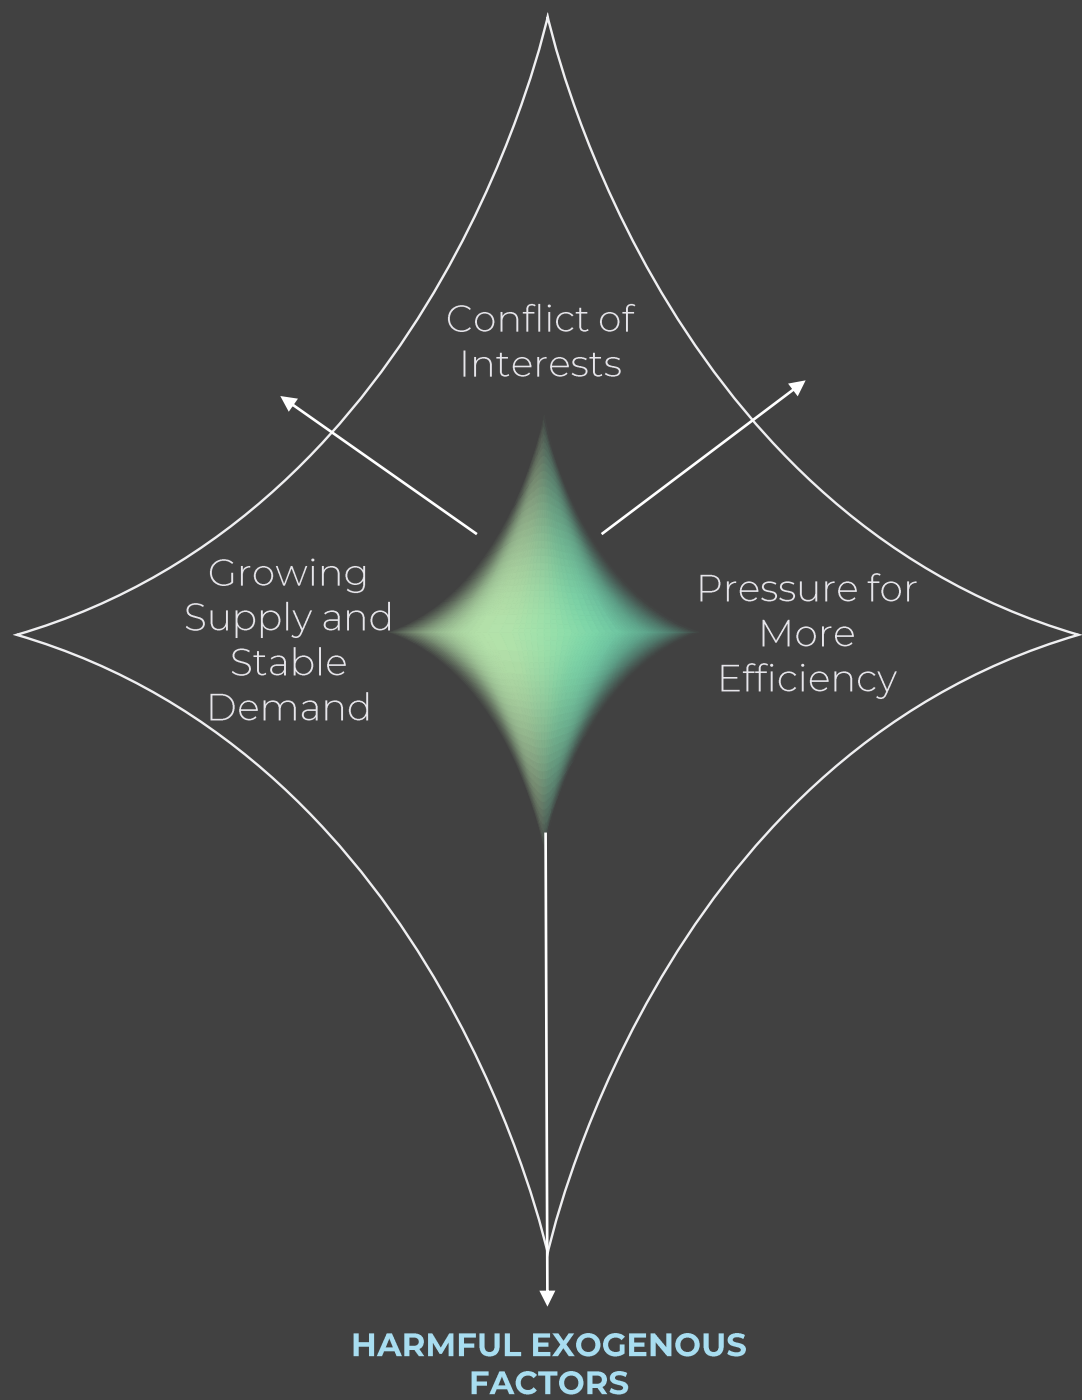 Conflict of
Interests
Growing
Supply and
Stable
Demand
Pressure for
More
Efficiency
HARMFUL EXOGENOUS
FACTORS